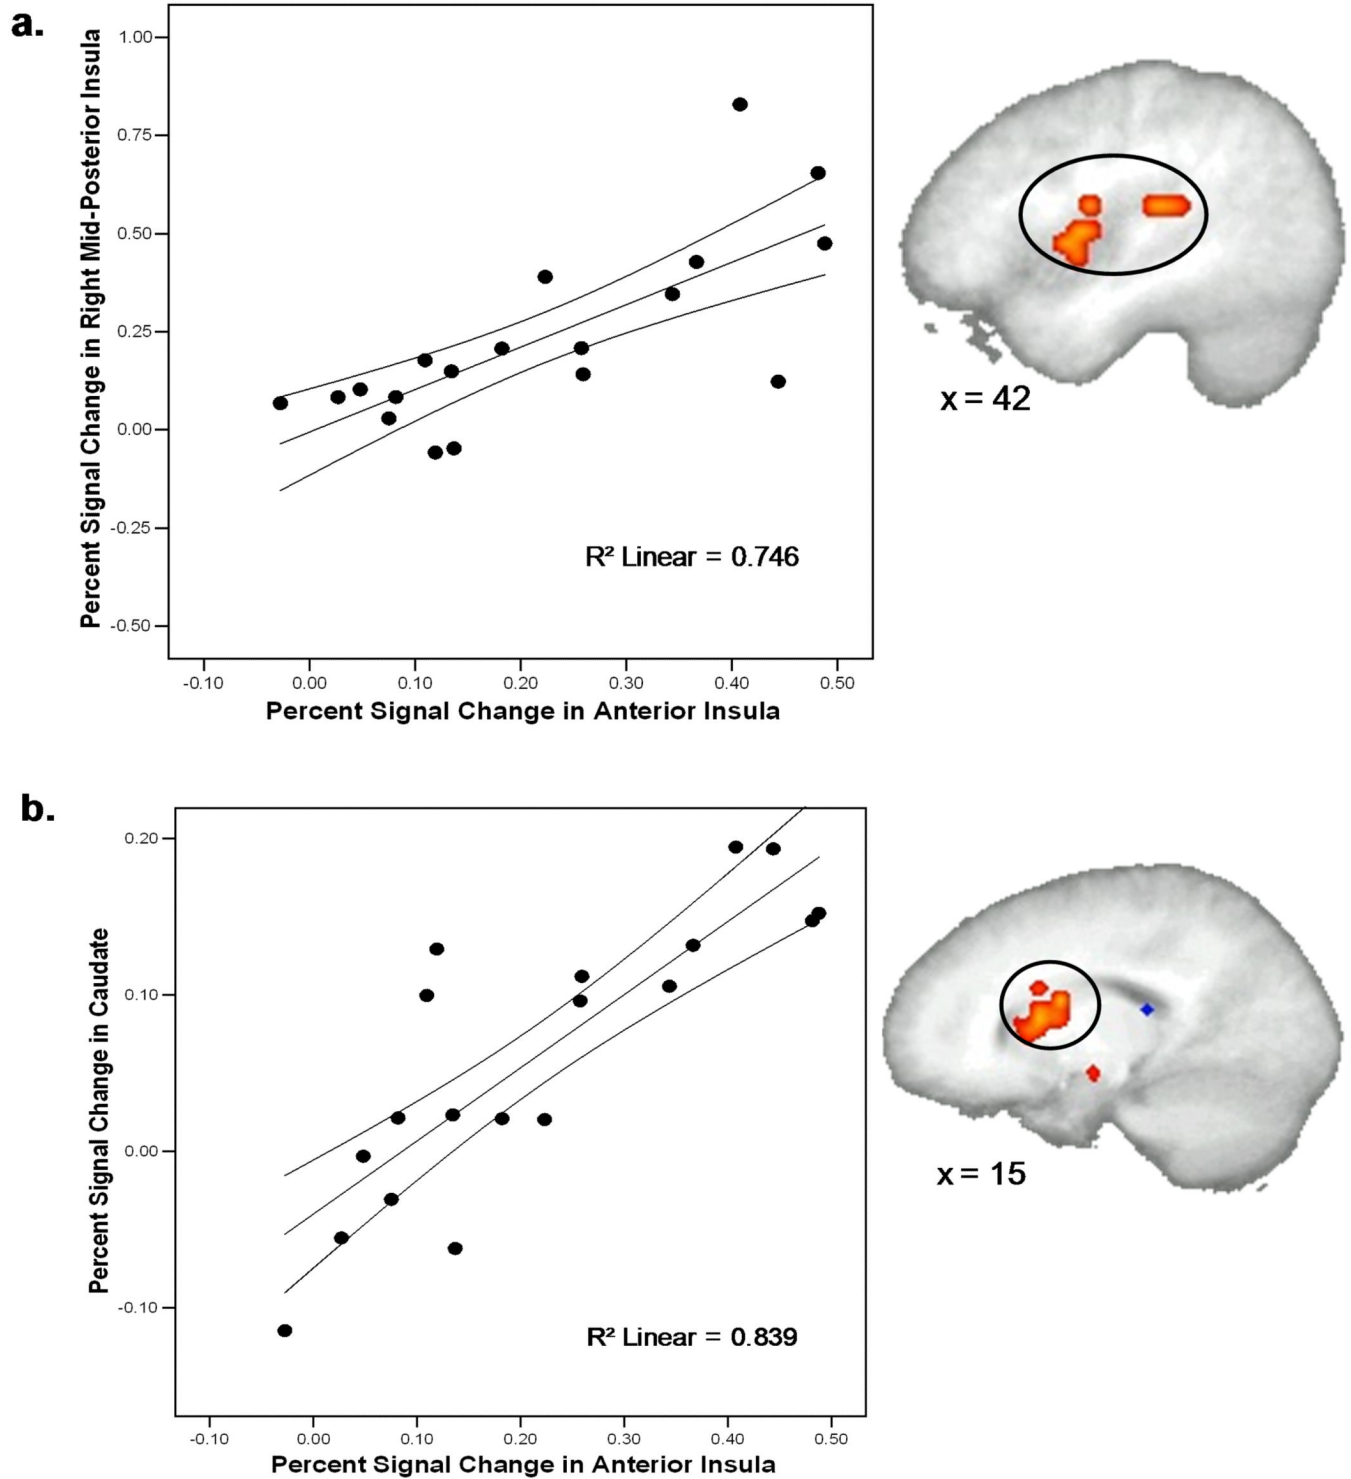 a.
Percent Signal Change in Right Mid-Posterior Insula
1.00
0.75
0.50
0.25
0.00
-0.25
-0.50
R² Linear = 0.746
-0.10 0.00 0.10 0.20 0.30 0.40 0.50
Percent Signal Change in Anterior Insula
x = 42
b.
Percent Signal Change in Caudate
0.20
0.10
0.00
-0.10
R² Linear = 0.839
-0.10 0.00 0.10 0.20 0.30 0.40 0.50
Percent Signal Change in Anterior Insula
x = 15